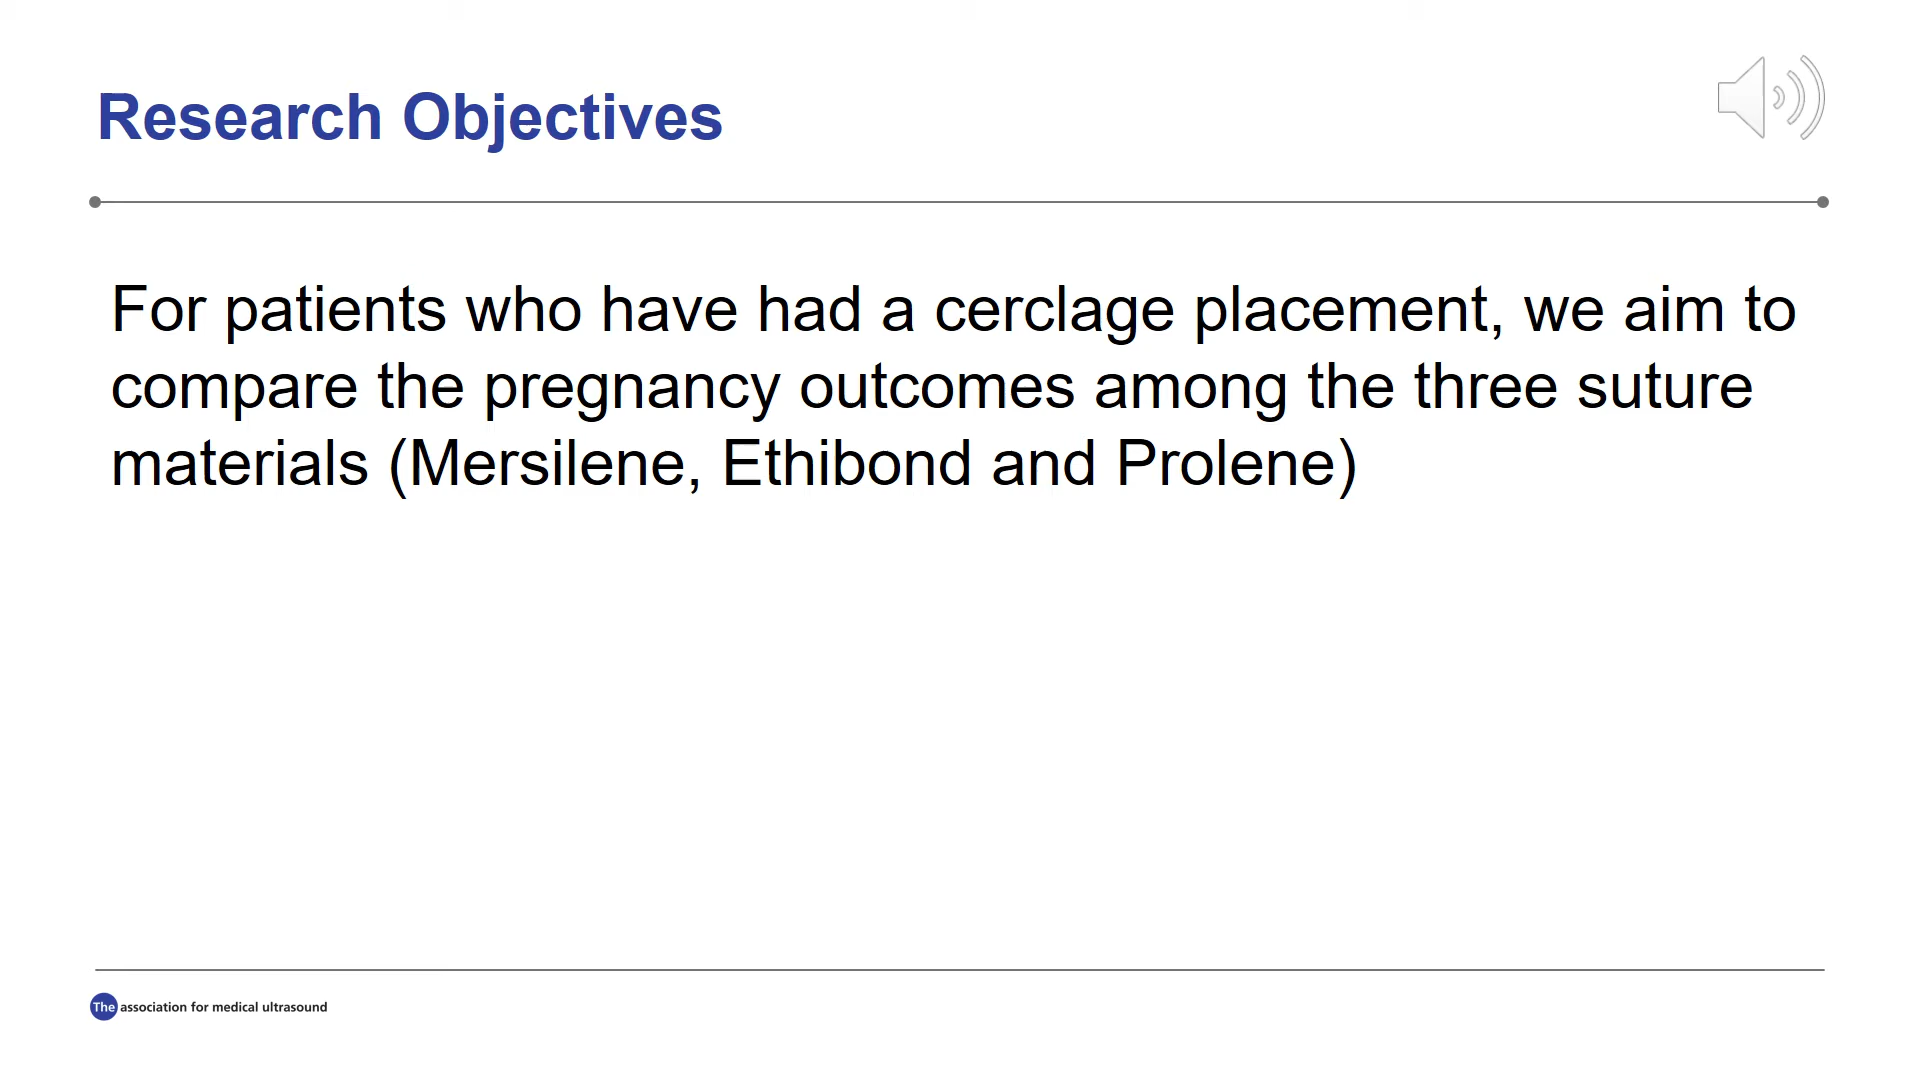 Research Objectives
For patients who have had a cerclage placement, we aim to
compare the pregnancy outcomes among the three suture
materials (Mersilene, Ethibond and Prolene)
The association for medical ultrasound